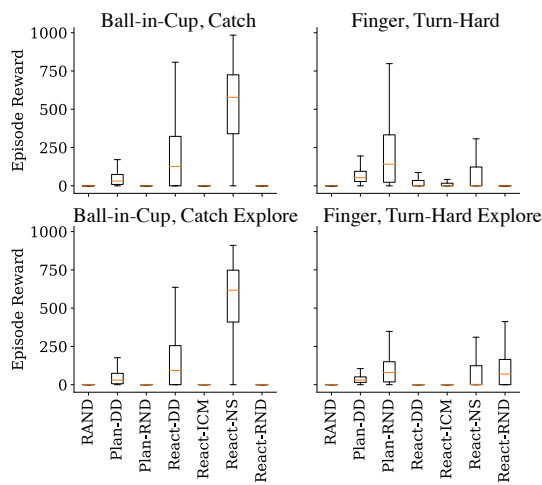 Ball-in-Cup, Catch
Finger, Turn-Hard
Episode Reward
1000
750
500
250
0
Ball-in-Cup, Catch Explore
Finger, Turn-Hard Explore
Episode Reward
1000
750
500
250
0
RAND
Plan-DD
Plan-RND
React-DD
React-ICM
React-NS
React-RND
RAND
Plan-DD
Plan-RND
React-DD
React-ICM
React-NS
React-RND